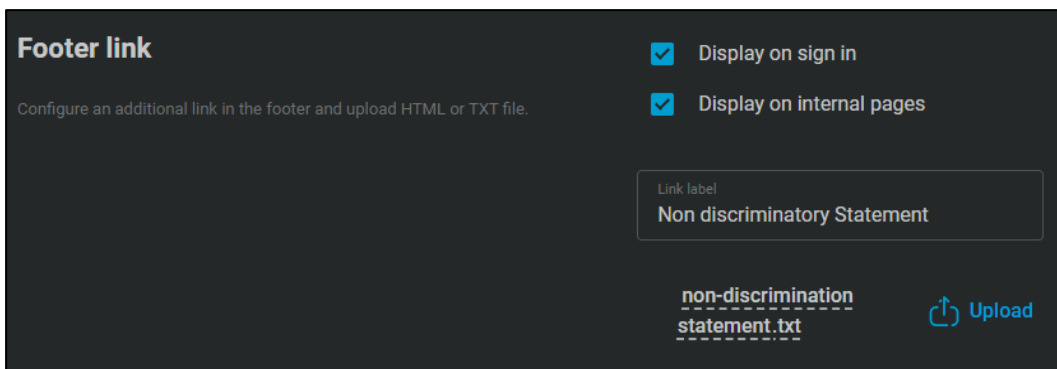 Footer link
Configure an additional link in the footer and upload HTML or TXT file.
Display on sign in
Display on internal pages
Link label
Non discriminatory Statement
non-discrimination
statement.txt
Upload